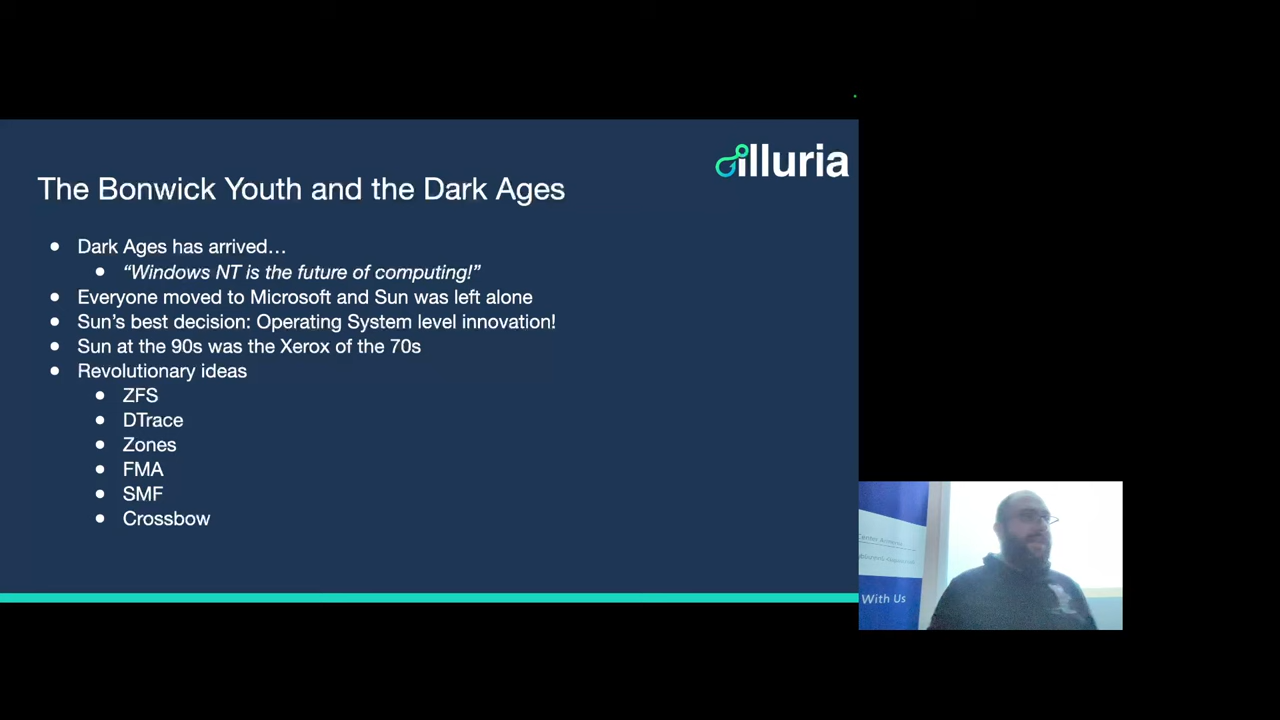 illuria
The Bonwick Youth and the Dark Ages
Dark Ages has arrived…
“Windows NT is the future of computing!”
Everyone moved to Microsoft and Sun was left alone
Sun’s best decision: Operating System level innovation!
Sun at the 90s was the Xerox of the 70s
Revolutionary ideas
ZFS
DTrace
Zones
FMA
SMF
Crossbow
Center Armenia
With Us